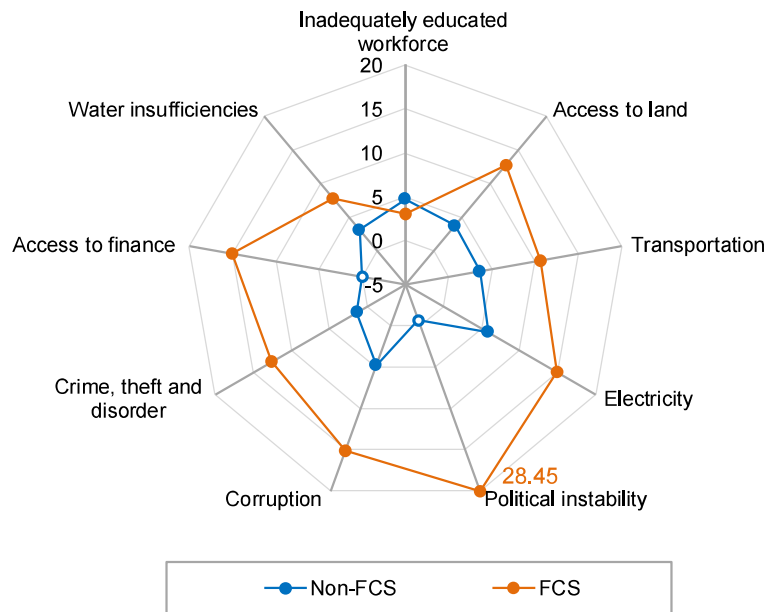 Inadequately educated
workforce
20
Water insufficiencies
Access to land
15
10
5
Access to finance
Transportation
0
-5
Crime, theft and
disorder
Electricity
28.45
Corruption
Political instability
Non-FCS
FCS